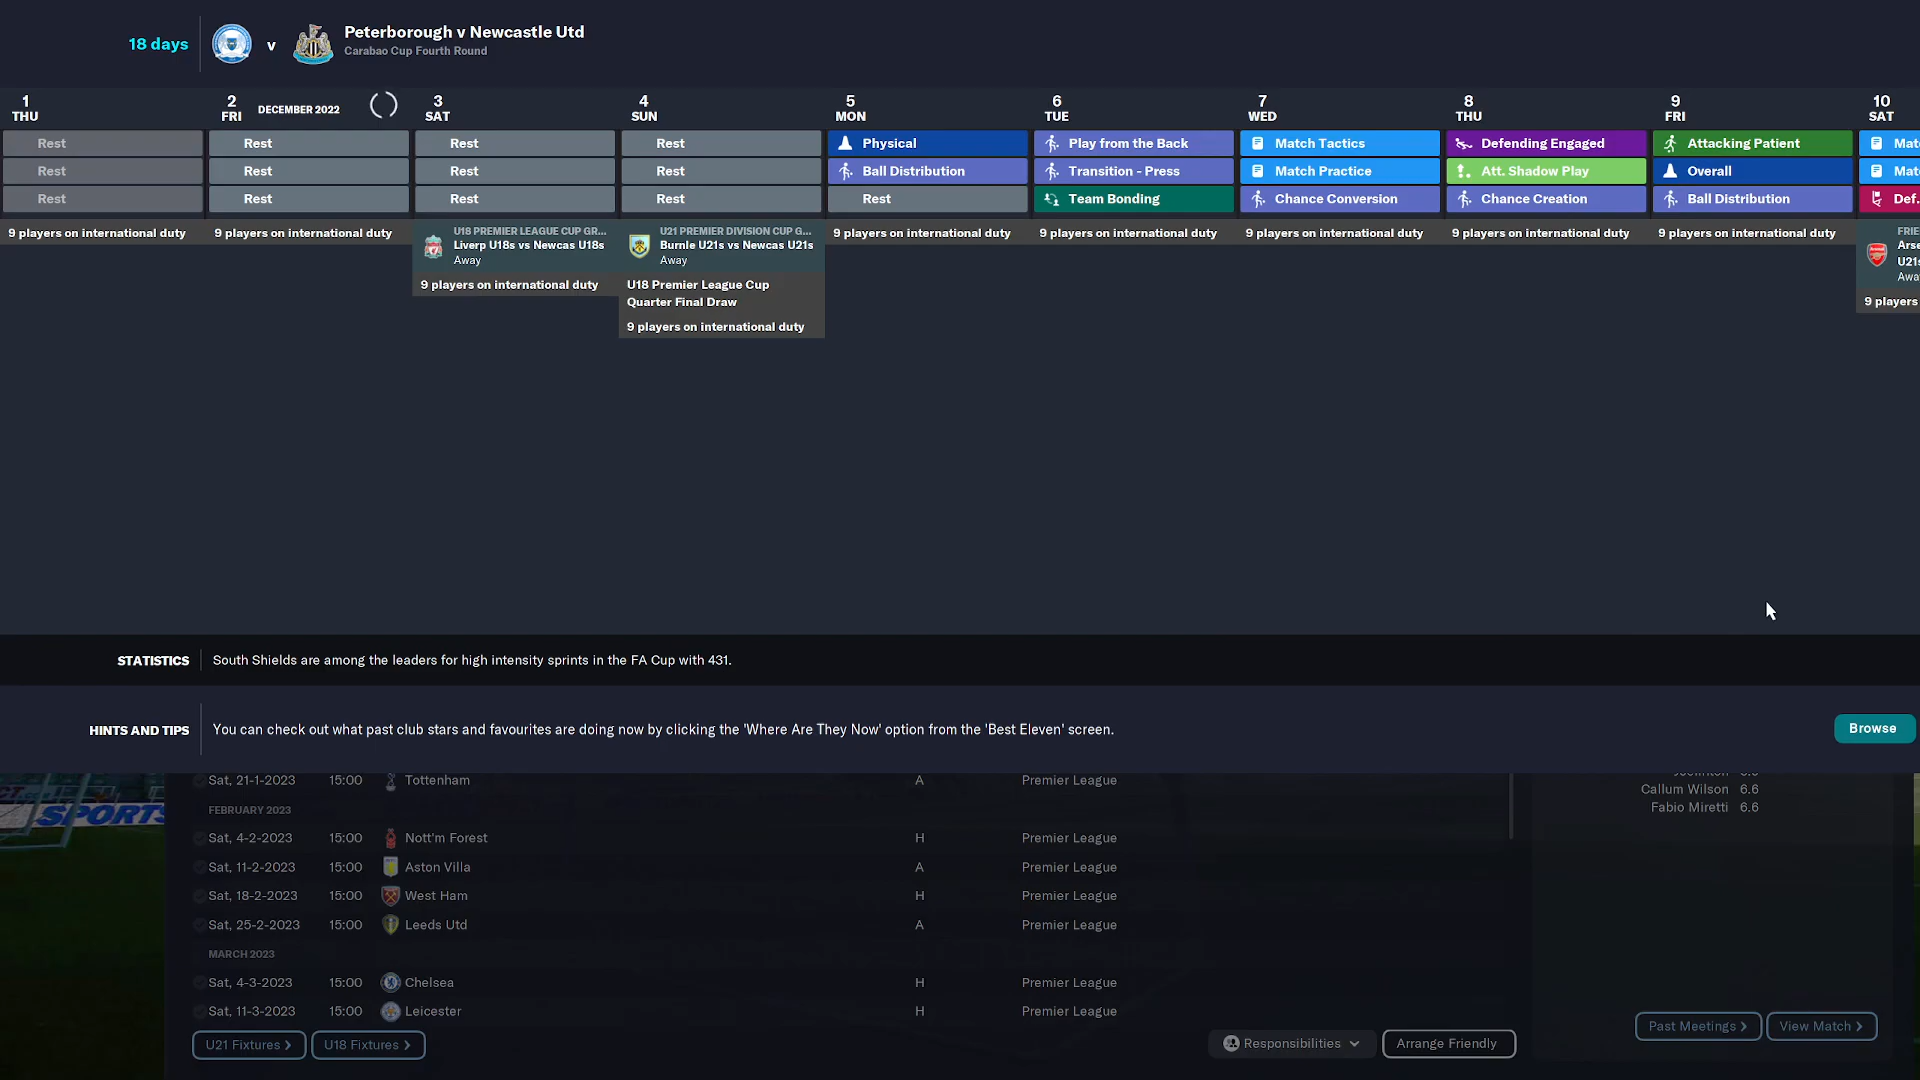 18 days
v
Peterborough v Newcastle Utd
Carabao Cup Fourth Round
1
THU
2
FRI
DECEMBER 2022
3
SAT
4
SUN
5
MON
6
TUE
7
WED
8
THU
9
FRI
10
SAT
Rest
Rest
Rest
Rest
Physical
Play from the Back
Match Tactics
Defending Engaged
Attacking Patient
Rest
Rest
Rest
Rest
Ball Distribution
Transition - Press
Match Practice
Att. Shadow Play
Overall
Rest
Rest
Rest
Rest
Rest
Team Bonding
Chance Conversion
Chance Creation
Ball Distribution
Def.
9 players on international duty
9 players on international duty
U18 PREMIER LEAGUE CUP GR...
Liverp U18s vs Newcas U18s
Away
9 players on international duty
U21 PREMIER DIVISION CUP G...
Burnle U21s vs Newcas U21s
Away
U18 Premier League Cup
Quarter Final Draw
9 players on international duty
9 players on international duty
9 players on international duty
9 players on international duty
9 players on international duty
9 players on international duty
9 players
STATISTICS
South Shields are among the leaders for high intensity sprints in the FA Cup with 431.
HINTS AND TIPS
You can check out what past club stars and favourites are doing now by clicking the 'Where Are They Now' option from the 'Best Eleven' screen.
Browse
Sat, 21-1-2023 15:00 Tottenham A Premier League
FEBRUARY 2023
Sat, 4-2-2023 15:00 Nott'm Forest H Premier League
Sat, 11-2-2023 15:00 Aston Villa A Premier League
Sat, 18-2-2023 15:00 West Ham H Premier League
Sat, 25-2-2023 15:00 Leeds Utd A Premier League
MARCH 2023
Sat, 4-3-2023 15:00 Chelsea H Premier League
Sat, 11-3-2023 15:00 Leicester H Premier League
Callum Wilson 6.6
Fabio Miretti 6.6
SPORTS
U21 Fixtures
U18 Fixtures
Responsibilities
Arrange Friendly
Past Meetings
View Match